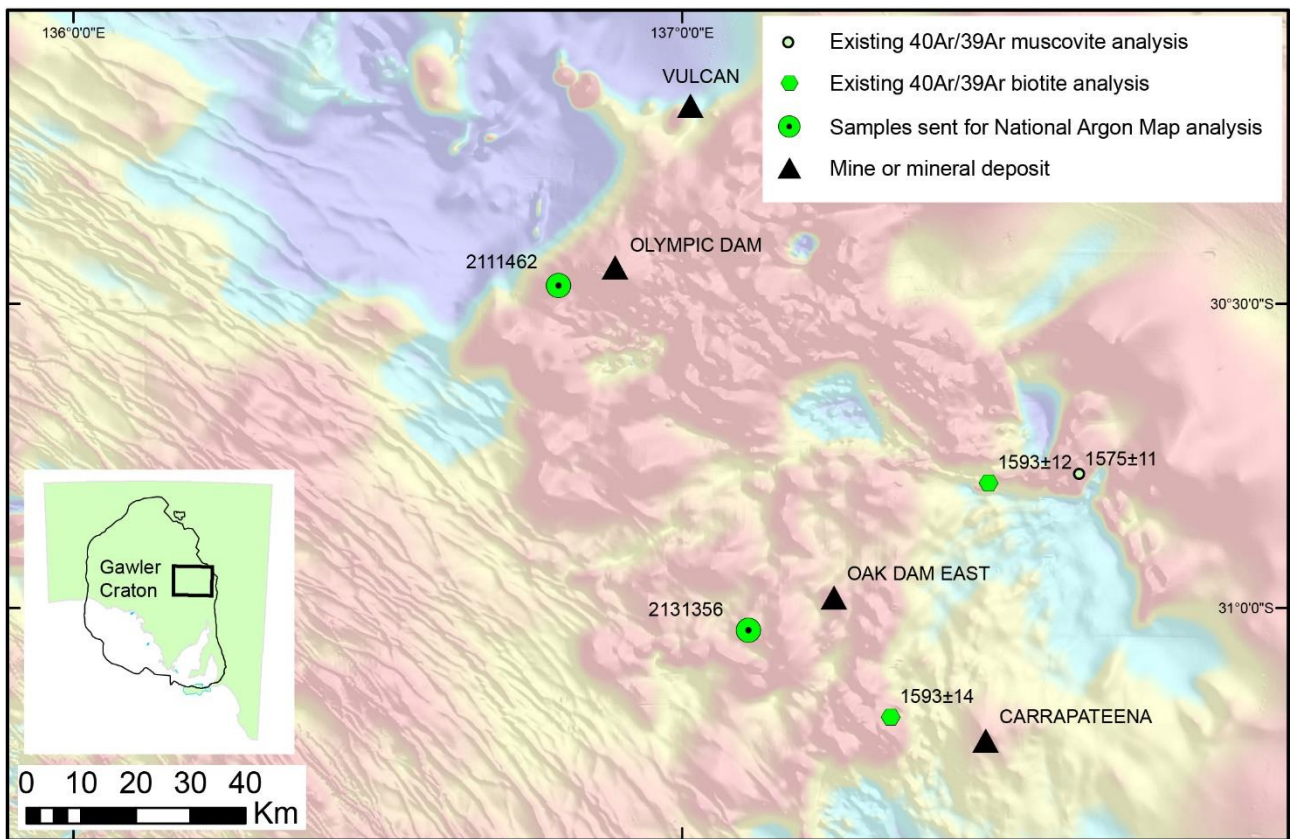 136°0'0"E
137°0'0"E
Existing 40Ar/39Ar muscovite analysis
Existing 40Ar/39Ar biotite analysis
Samples sent for National Argon Map analysis
Mine or mineral deposit
VULCAN
OLYMPIC DAM
2111462
30°30'0"S
1593±12
1575±11
OAK DAM EAST
31°0'0"S
2131356
1593±14
CARRAPATEENA
Gawler
Craton
0 10 20 30 40
Km